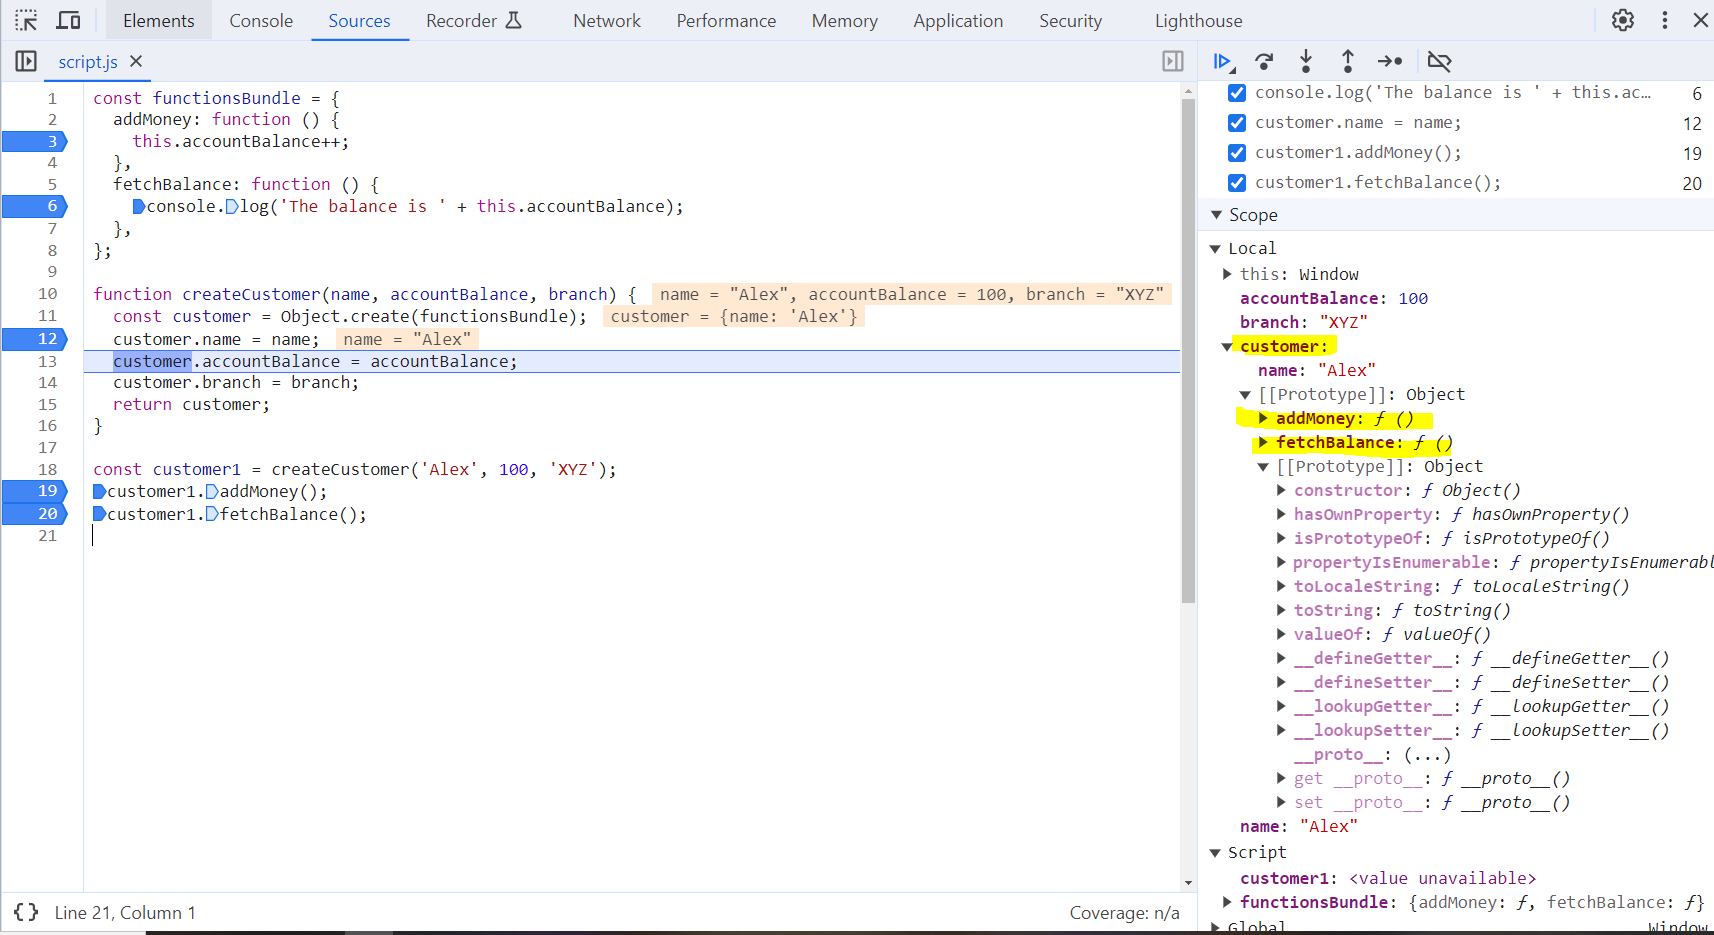 Elements Console Sources Recorder Network Performance Memory Application Security Lighthouse
script.js
1 const functionsBundle = {
2 addMoney: function () {
3 this.accountBalance++;
4 },
5 fetchBalance: function () {
6 console.log('The balance is ' + this.accountBalance);
7 },
8 };
9
10 function createCustomer(name, accountBalance, branch) { name = "Alex", accountBalance = 100, branch = "XYZ"
11 const customer = Object.create(functionsBundle); customer = {name: 'Alex'}
12 customer.name = name; name = "Alex"
13 customer.accountBalance = accountBalance;
14 customer.branch = branch;
15 return customer;
16 }
17
18 const customer1 = createCustomer('Alex', 100, 'XYZ');
19 customer1.addMoney();
20 customer1.fetchBalance();
21
{} Line 21, Column 1 Coverage: n/a
console.log('The balance is ' + this.ac… 6
customer.name = name; 12
customer1.addMoney(); 19
customer1.fetchBalance(); 20
Scope
Local
this: Window
accountBalance: 100
branch: "XYZ"
customer:
name: "Alex"
[[Prototype]]: Object
addMoney: ƒ ()
fetchBalance: ƒ ()
[[Prototype]]: Object
constructor: ƒ Object()
hasOwnProperty: ƒ hasOwnProperty()
isPrototypeOf: ƒ isPrototypeOf()
propertyIsEnumerable: ƒ propertyIsEnumerabl
toLocaleString: ƒ toLocaleString()
toString: ƒ toString()
valueOf: ƒ valueOf()
__defineGetter__: ƒ __defineGetter__()
__defineSetter__: ƒ __defineSetter__()
__lookupGetter__: ƒ __lookupGetter__()
__lookupSetter__: ƒ __lookupSetter__()
__proto__: (...)
get __proto__: ƒ __proto__()
set __proto__: ƒ __proto__()
name: "Alex"
Script
customer1: <value unavailable>
functionsBundle: {addMoney: ƒ, fetchBalance: ƒ}
Global Window